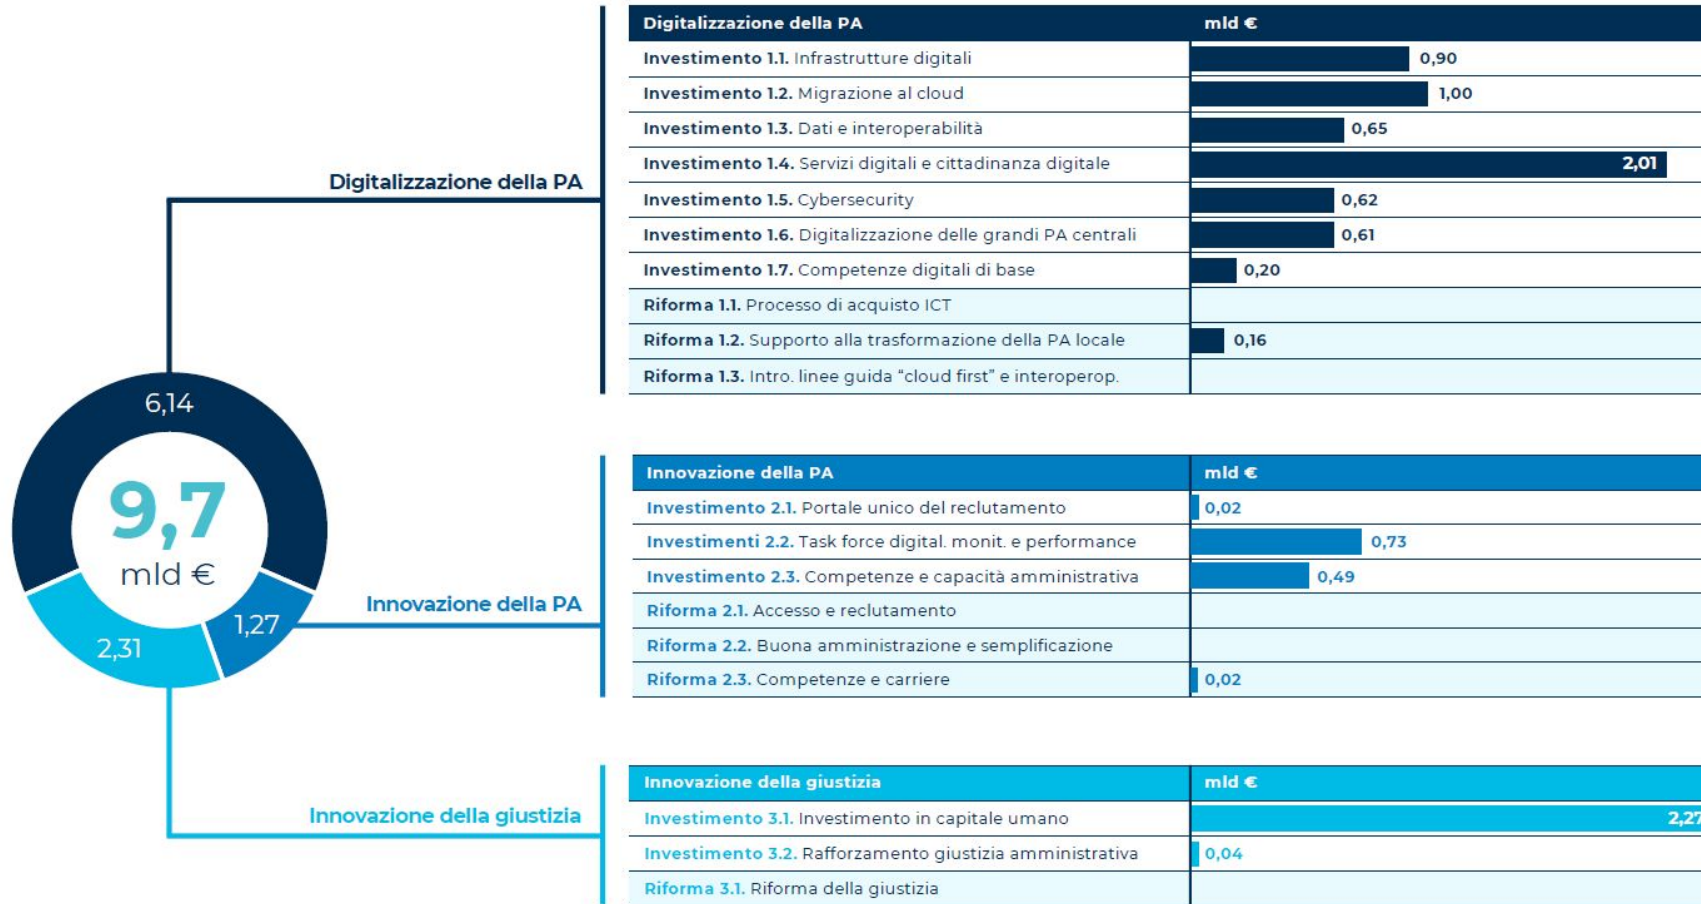 Digitalizzazione della PA mld €
Investimento 1.1. Infrastrutture digitali 0,90
Investimento 1.2. Migrazione al cloud 1,00
Investimento 1.3. Dati e interoperabilità 0,65
Investimento 1.4. Servizi digitali e cittadinanza digitale 2,01
Digitalizzazione della PA
Investimento 1.5. Cybersecurity 0,62
Investimento 1.6. Digitalizzazione delle grandi PA centrali 0,61
Investimento 1.7. Competenze digitali di base 0,20
Riforma 1.1. Processo di acquisto ICT
Riforma 1.2. Supporto alla trasformazione della PA locale 0,16
Riforma 1.3. Intro. linee guida “cloud first” e interoperop.
6,14
9,7
mld €
1,27
2,31
Innovazione della PA mld €
Investimento 2.1. Portale unico del reclutamento 0,02
Investimenti 2.2. Task force digital. monit. e performance 0,73
Investimento 2.3. Competenze e capacità amministrativa 0,49
Innovazione della PA
Riforma 2.1. Accesso e reclutamento
Riforma 2.2. Buona amministrazione e semplificazione
Riforma 2.3. Competenze e carriere 0,02
Innovazione della giustizia mld €
Innovazione della giustizia
Investimento 3.1. Investimento in capitale umano 2,27
Investimento 3.2. Rafforzamento giustizia amministrativa 0,04
Riforma 3.1. Riforma della giustizia